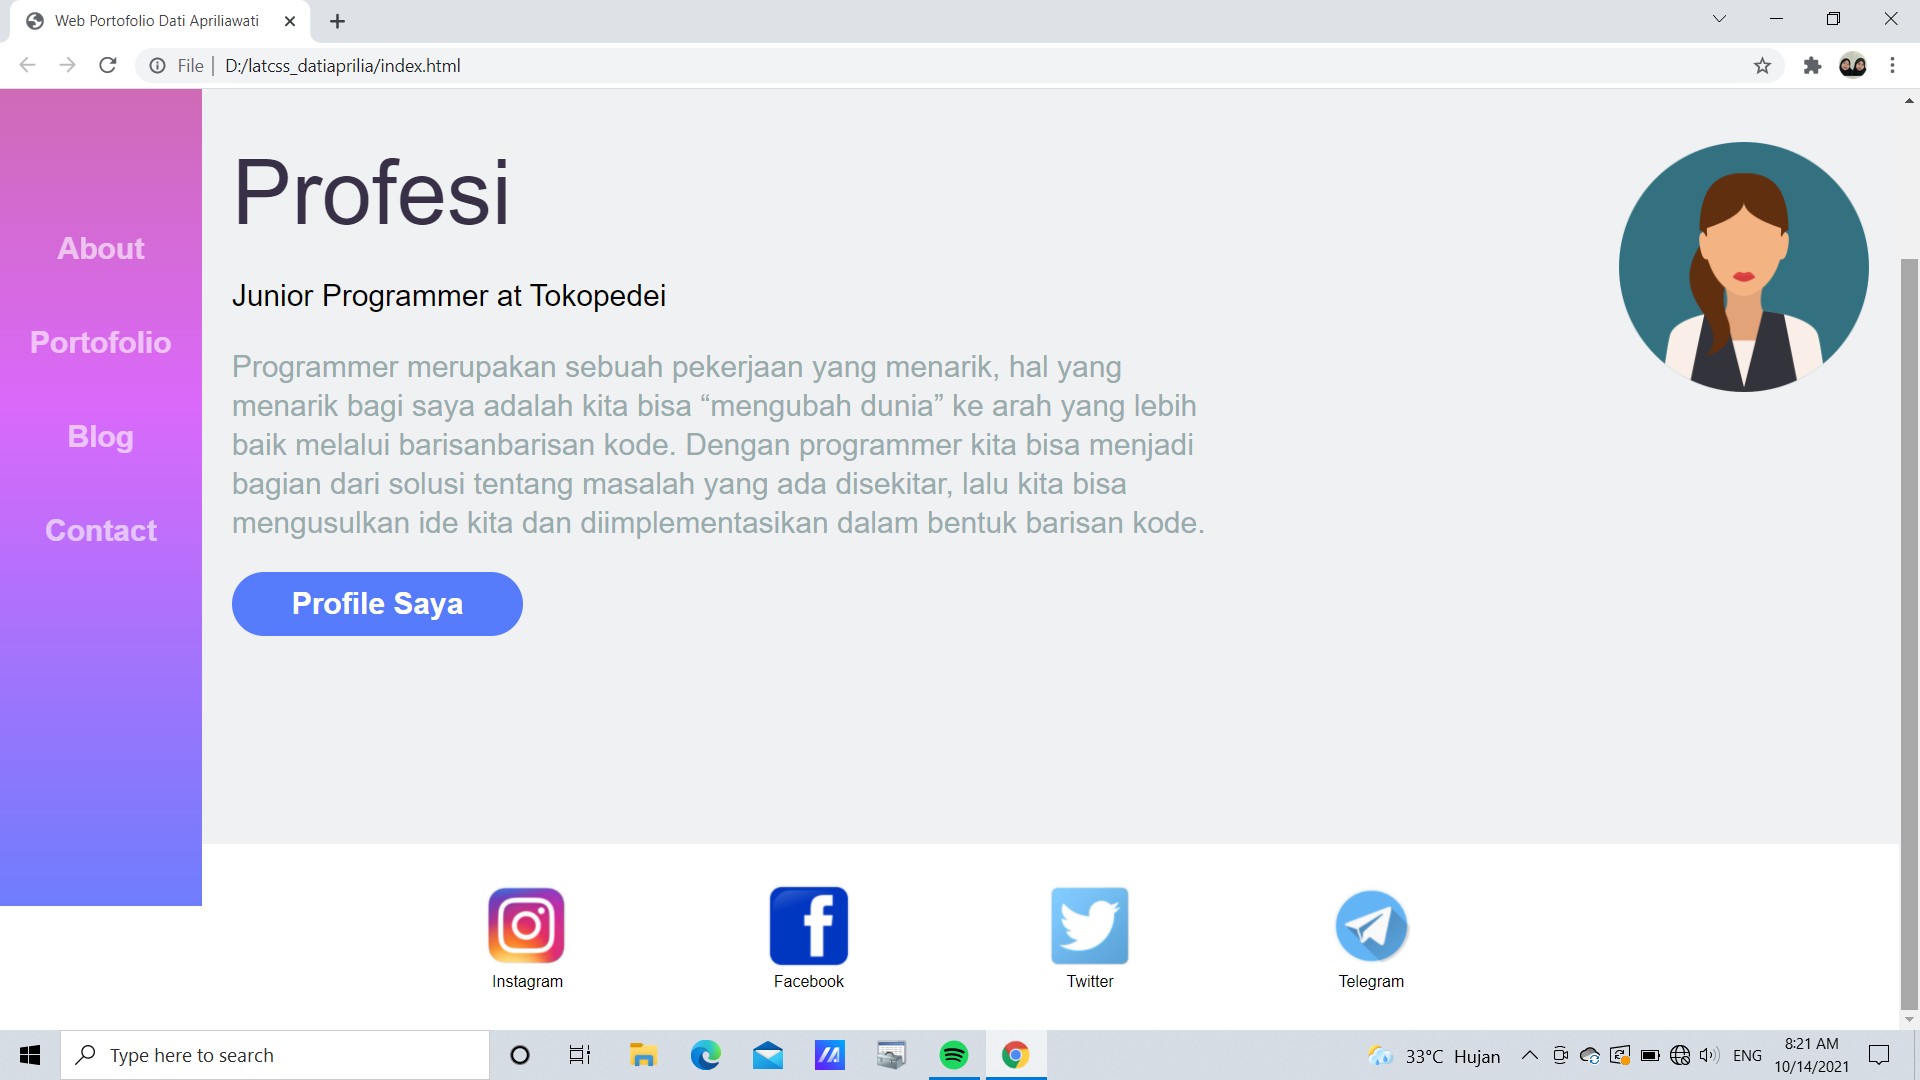 Web Portofolio Dati Apriliawati
File
D:/latcss_datiaprilia/index.html
About
Portofolio
Blog
Contact
Profesi
Junior Programmer at Tokopedei
Programmer merupakan sebuah pekerjaan yang menarik, hal yang
menarik bagi saya adalah kita bisa “mengubah dunia” ke arah yang lebih
baik melalui barisanbarisan kode. Dengan programmer kita bisa menjadi
bagian dari solusi tentang masalah yang ada disekitar, lalu kita bisa
mengusulkan ide kita dan diimplementasikan dalam bentuk barisan kode.
Profile Saya
Instagram
Facebook
Twitter
Telegram
Type here to search
33°C Hujan
ENG
8:21 AM
10/14/2021